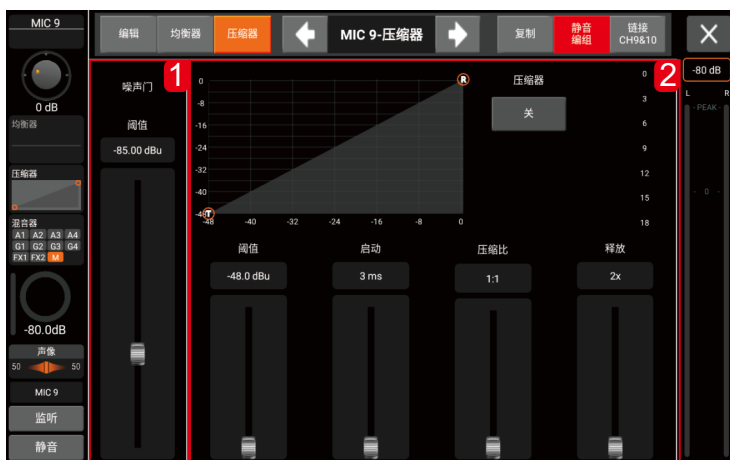 MIC 9
编辑
均衡器
压缩器
MIC 9-压缩器
复制
静音
编组
链接
CH9&10
0 dB
均衡器
压缩器
混音器
A1 A2 A3 A4
G1 G2 G3 G4
FX1 FX2 M
-80.0dB
声像
50 50
MIC 9
监听
静音
1
噪声门
阈值
-85.00 dBu
2
0
-8
-16
-24
-32
-40
-48
T
R
-48 -40 -32 -24 -16 -8 0
压缩器
关
0
3
6
9
12
15
18
阈值 启动 压缩比 释放
-48.0 dBu 3 ms 1:1 2x
-80 dB
L R
- PEAK -
- 0 -